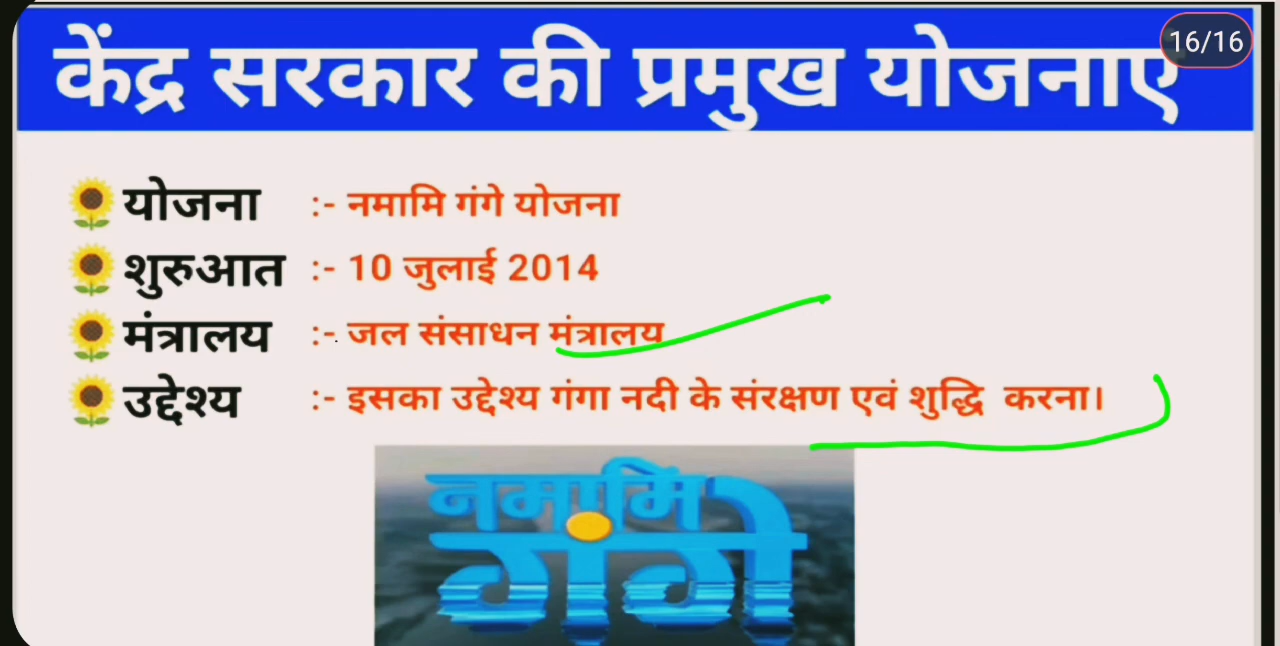 केंद्र सरकार की प्रमुख योजनाए
16/16
योजना :- नमामि गंगे योजना
शुरुआत :- 10 जुलाई 2014
मंत्रालय :- जल संसाधन मंत्रालय
उद्देश्य :- इसका उद्देश्य गंगा नदी के संरक्षण एवं शुद्धि करना।
नमामि
गंगे